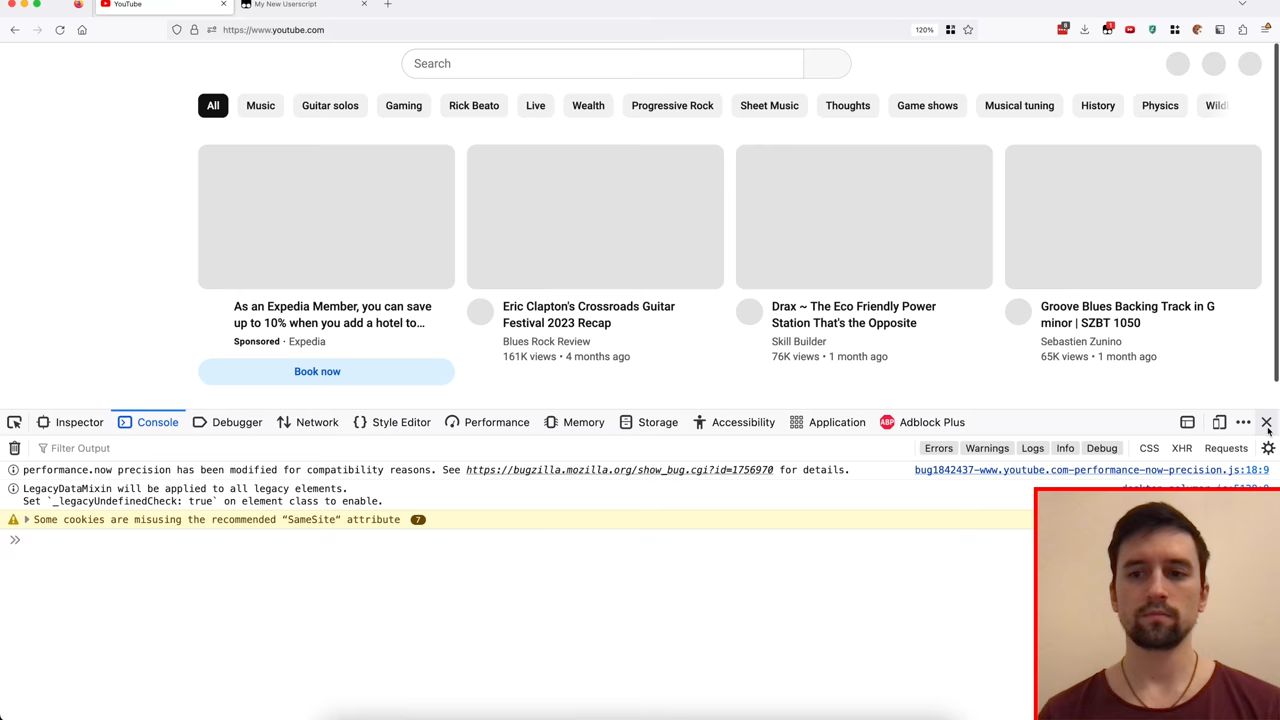 YouTube
My New Userscript
https://www.youtube.com
120%
Search
All
Music
Guitar solos
Gaming
Rick Beato
Live
Wealth
Progressive Rock
Sheet Music
Thoughts
Game shows
Musical tuning
History
Physics
As an Expedia Member, you can save
up to 10% when you add a hotel to…
Sponsored · Expedia
Book now
Eric Clapton's Crossroads Guitar
Festival 2023 Recap
Blues Rock Review
161K views • 4 months ago
Drax ~ The Eco Friendly Power
Station That's the Opposite
Skill Builder
76K views • 1 month ago
Groove Blues Backing Track in G
minor | SZBT 1050
Sebastien Zunino
65K views • 1 month ago
Inspector
Console
Debugger
Network
Style Editor
Performance
Memory
Storage
Accessibility
Application
ABP
Adblock Plus
Filter Output
Errors
Warnings
Logs
Info
Debug
CSS
XHR
Requests
performance.now precision has been modified for compatibility reasons. See https://bugzilla.mozilla.org/show_bug.cgi?id=1756970 for details.
bug1842437-www.youtube.com-performance-now-precision.js:18:9
LegacyDataMixin will be applied to all legacy elements.
Set `_legacyUndefinedCheck: true` on element class to enable.
Some cookies are misusing the recommended “SameSite“ attribute
7